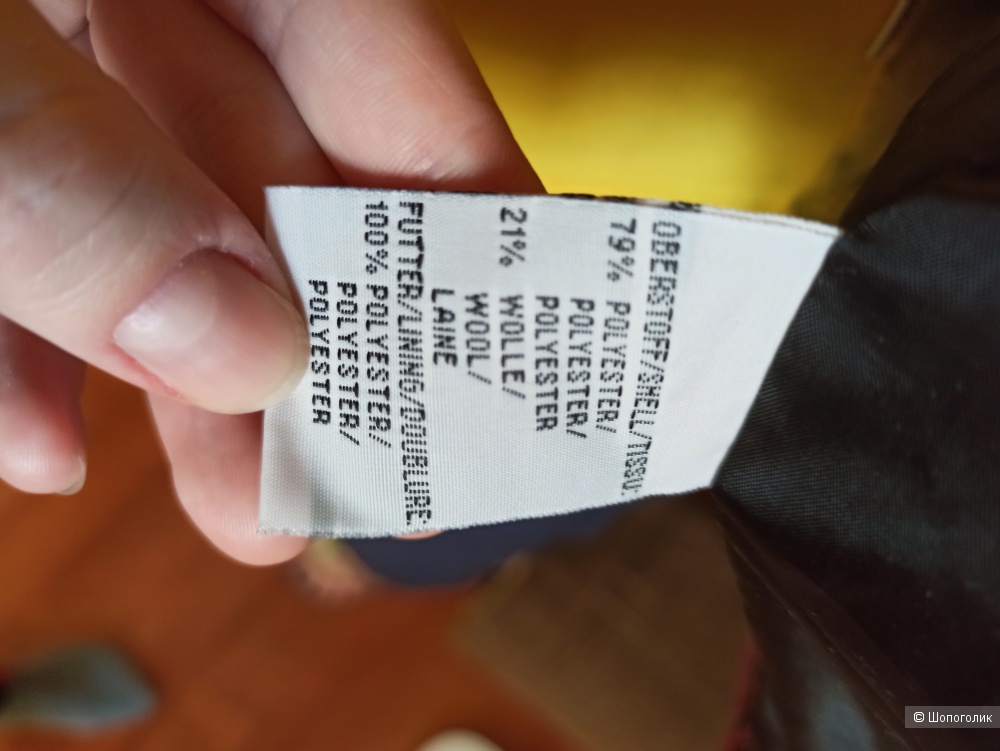 OBERSTOFF/SHELL/TISSU:
79% POLYESTER/
POLYESTER/
POLYESTER
21% WOLLE/
WOOL/
LAINE
FUTTER/LINING/DOUBLURE:
100% POLYESTER/
POLYESTER/
POLYESTER
© Шопоголик